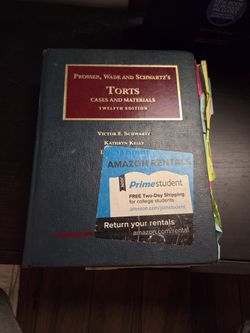 PROSSER, WADE AND SCHWARTZ'S
TORTS
CASES AND MATERIALS
TWELFTH EDITION
VICTOR E. SCHWARTZ
KATHRYN KELLY
AMAZON RENTALS
Primestudent
FREE Two-Day Shipping
for college students
amazon.com/joinstudent
Return your rentals
amazon.com/rental